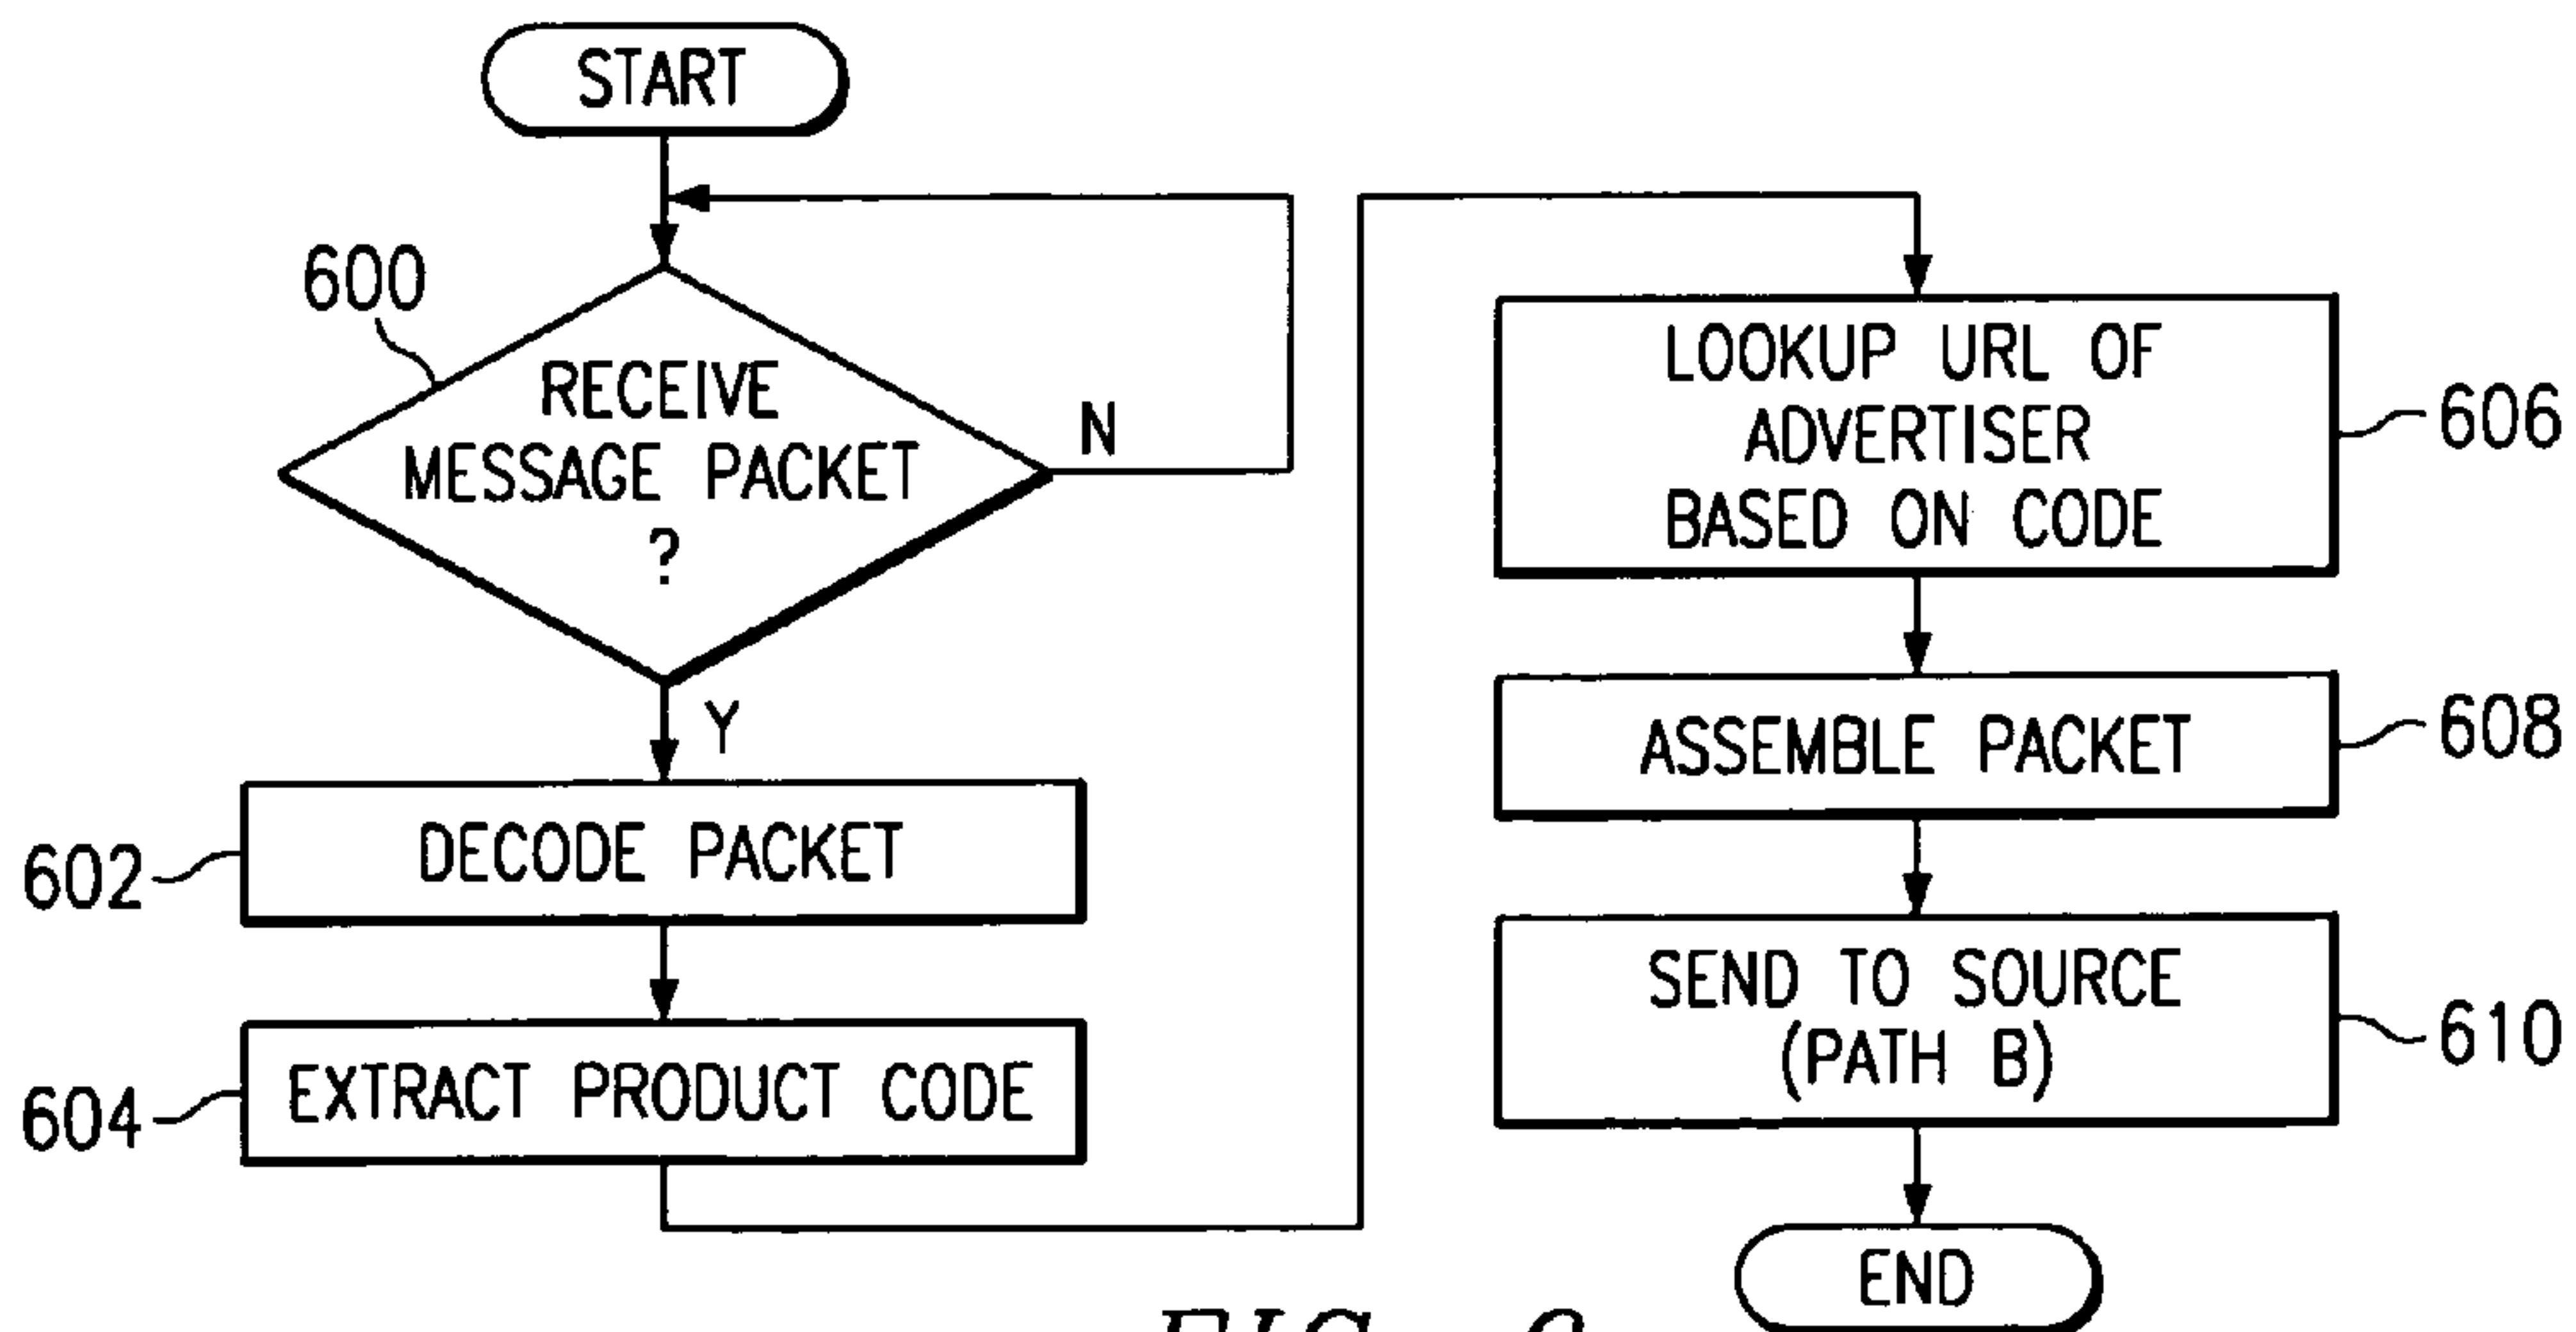 START
600
RECEIVE
MESSAGE PACKET
?
N
Y
602
DECODE PACKET
604
EXTRACT PRODUCT CODE
LOOKUP URL OF
ADVERTISER
BASED ON CODE
606
ASSEMBLE PACKET
608
SEND TO SOURCE
(PATH B)
610
END